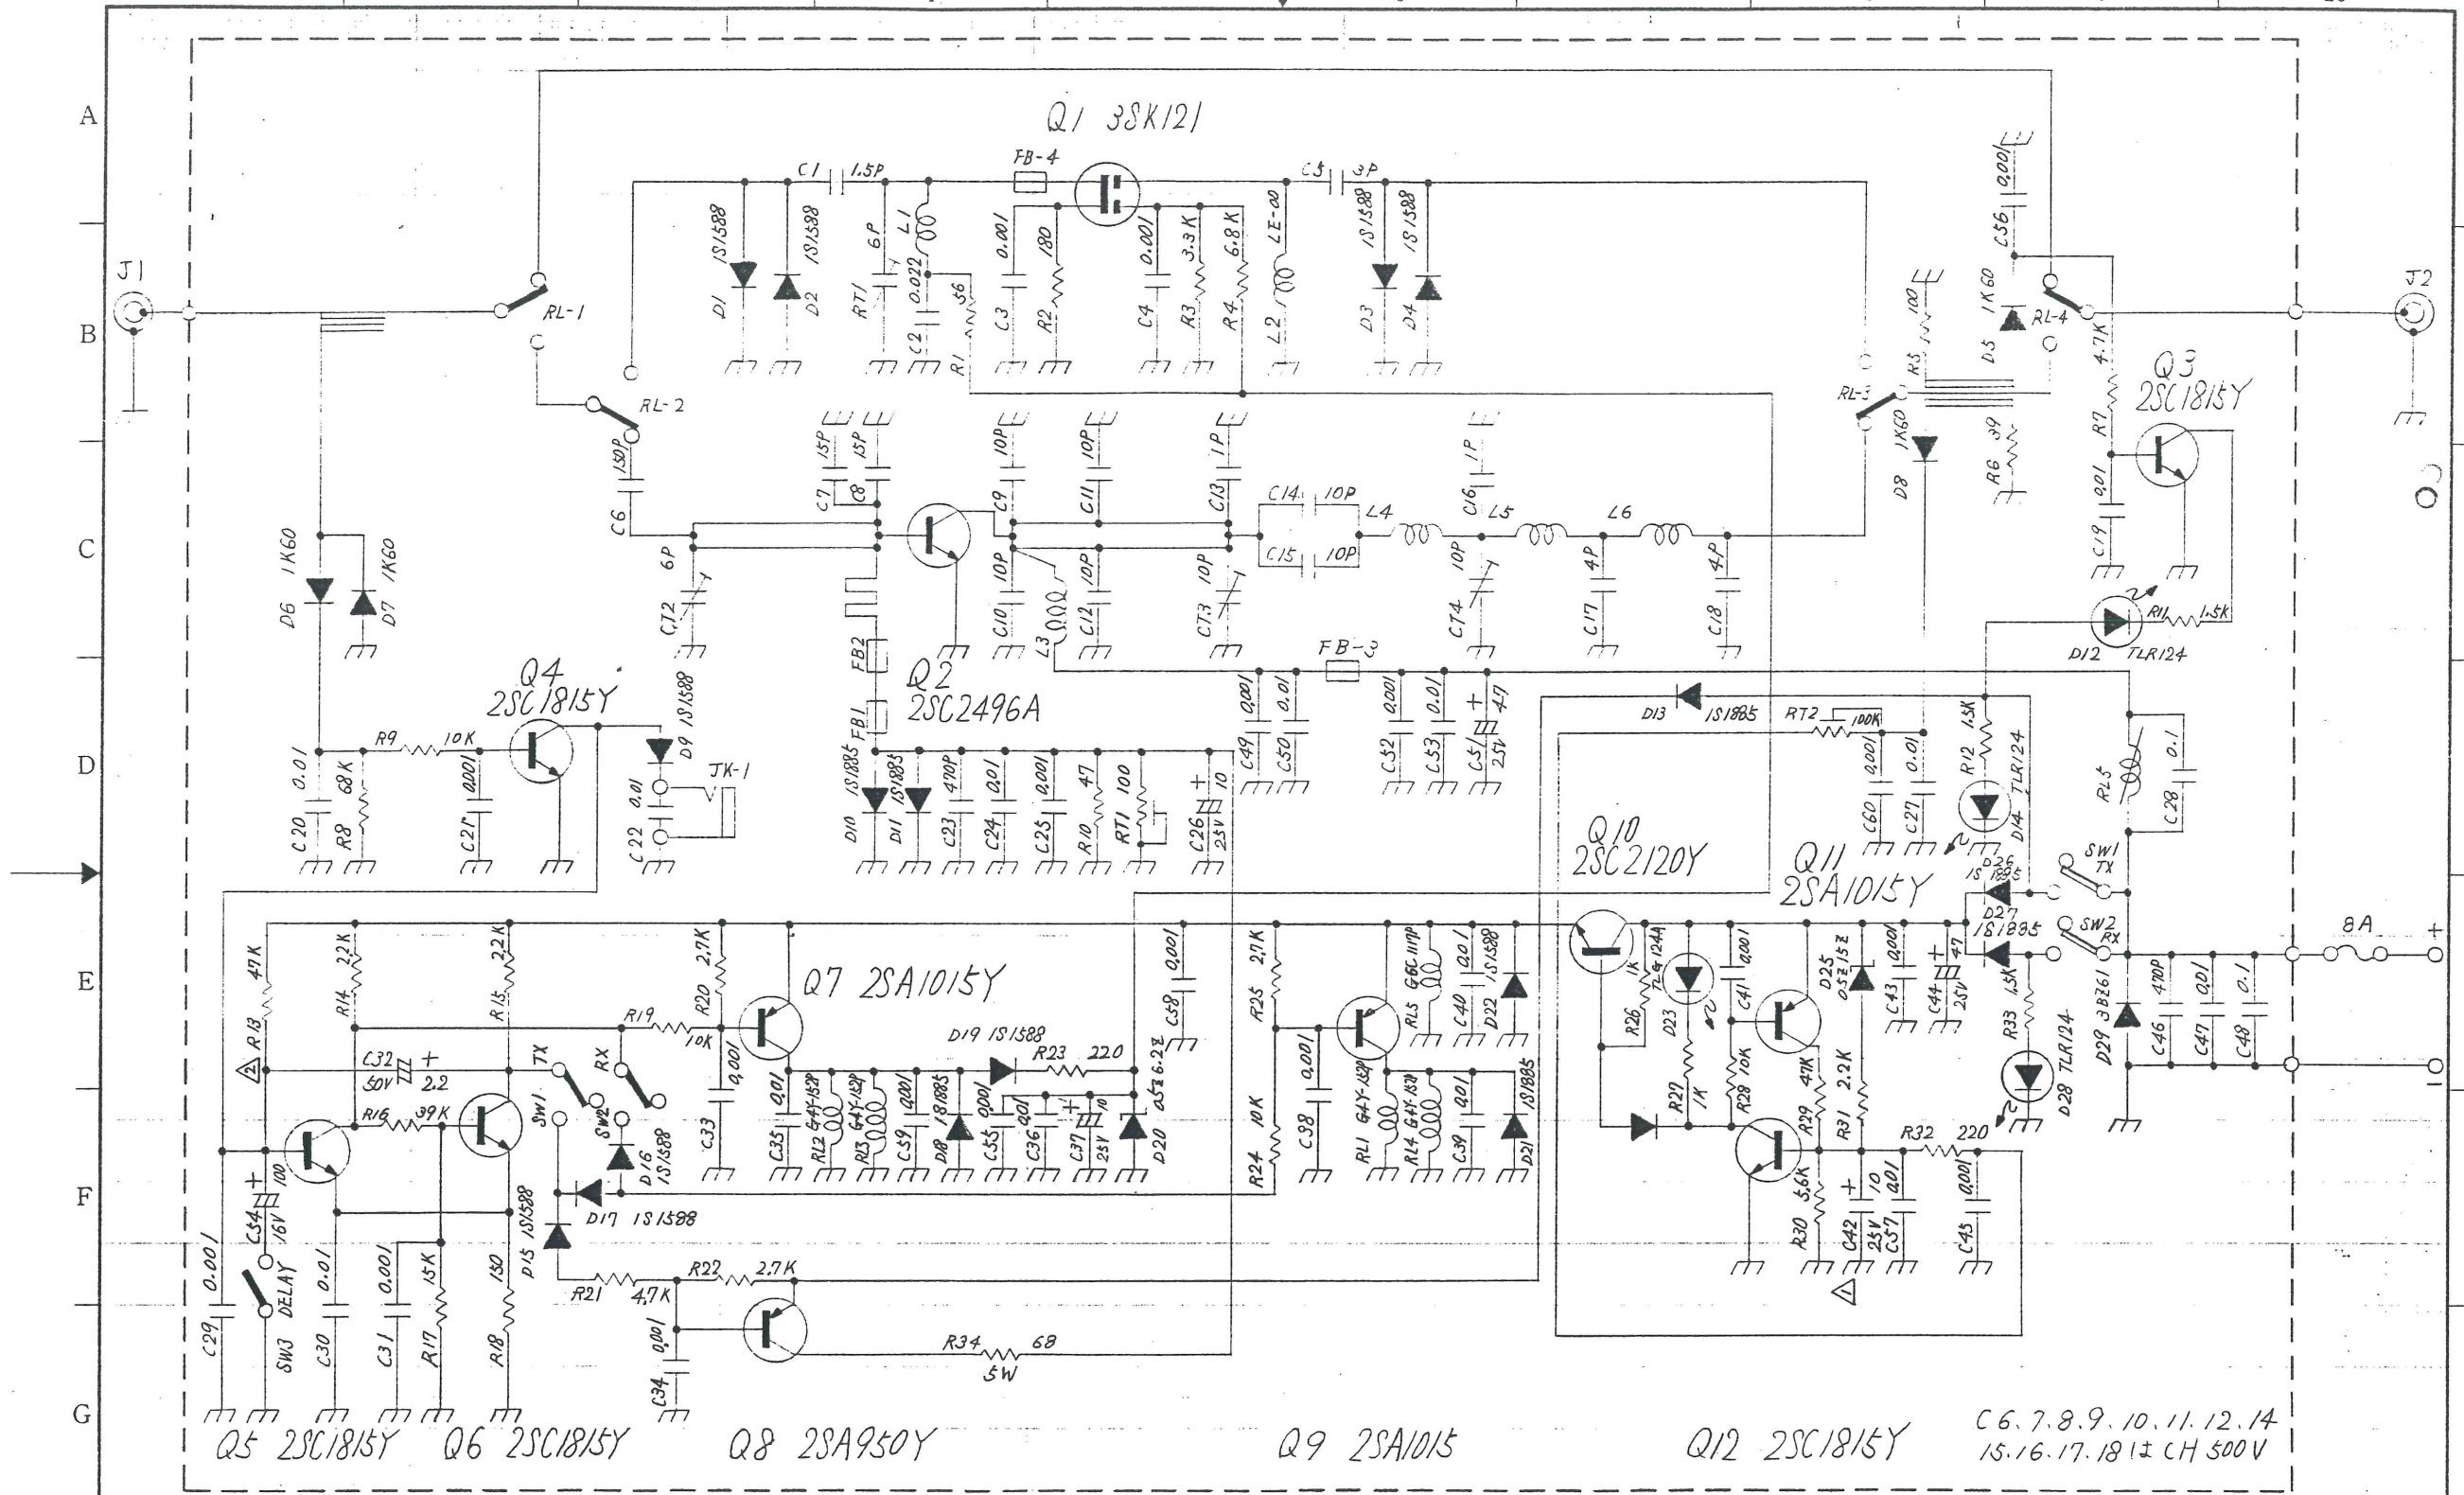 A
B
C
D
E
F
G
Q1 3SK121
J1
RL-1
RL-2
D1 1S1588
D2 1S1588
C1 1.5P
RT1 6P
L1
C2 0.022
R1 56
FB-4
C3 0.001
R2 180
C4 0.001
R3 3.3K
R4 6.8K
L2 LE-00
C5 3P
D3 1S1588
D4 1S1588
C56 0.001
R5 100
D5 1K60
RL-4
J2
RL-3
R7 4.7K
Q3
2SC1815Y
D8 1K60
R6 39
C19 0.01
C6 150P
C7 15P
C8 15P
C9 10P
C11 10P
C13 1P
C14 10P
C15 10P
L4
C16 1P
L5
L6
D6 1K60
D7 1K60
CT2 6P
C10 10P
L3
C12 10P
CT3 10P
CT4 10P
C17 4P
C18 4P
R11 1.5K
D12 TLR124
Q4
2SC1815Y
D9 1S1588
FB2
FB1
Q2
2SC2496A
FB-3
C20 0.01
R8 68K
R9 10K
C21 0.001
C22 0.01
JK-1
D10 1S1885
D11 1S1885
C23 470P
C24 0.01
C25 0.001
R10 47
RT1 100
C26 + 10
25V
C49 0.001
C50 0.01
C52 0.001
C53 0.01
C51 + 47
25V
D13 1S1885
RT2 100K
C60 0.001
C27 0.01
R12 1.5K
D14 TLR124
RL5
C28 0.1
Q10
2SC2120Y
Q11
2SA1015Y
D26
1S1885
SW1
TX
D27
1S1885
SW2
RX
8A
+
-
R13 47K
R14 2.2K
R15 2.2K
R19 10K
R20 2.7K
Q7 2SA1015Y
C58 0.001
R25 2.7K
RL5 G6C1117P
C40 0.01
D22 1S1588
R26 1K
D23 TLG124A
C41 0.001
D25
0.5Z15Z
C43 0.001
C44 + 47
25V
R33 1.5K
D28 TLR124
D29 3BZ61
C46 470P
C47 0.01
C48 0.1
2
C32 +
50V 2.2
TX
RX
SW1
SW2
D16
1S1588
C33 0.001
C35 0.01
RL2 G4Y-152P
RL3 G4Y-152P
C59 0.001
D18 1S1885
D19 1S1588
R23 220
C55 0.001
C36 0.01
C37 + 10
25V
D20 0.5Z6.2Z
R24 10K
C38 0.001
RL1 G4Y-152P
RL4 G4Y-152P
C39 0.01
D21 1S1885
R27 1K
R28 10K
R29 47K
R31 2.2K
R32 220
R16 39K
C54 + 100
16V
D17 1S1588
D15 1S1588
R30 5.6K
C42 + 10
25V
C57 0.01
C45 0.001
1
C29 0.001
SW3 DELAY
C30 0.01
C31 0.001
R17 15K
R18 150
R21 4.7K
R22 2.7K
C34 0.001
R34 68
5W
Q5 2SC1815Y
Q6 2SC1815Y
Q8 2SA950Y
Q9 2SA1015
Q12 2SC1815Y
C6.7.8.9.10.11.12.14
15.16.17.18は CH 500V